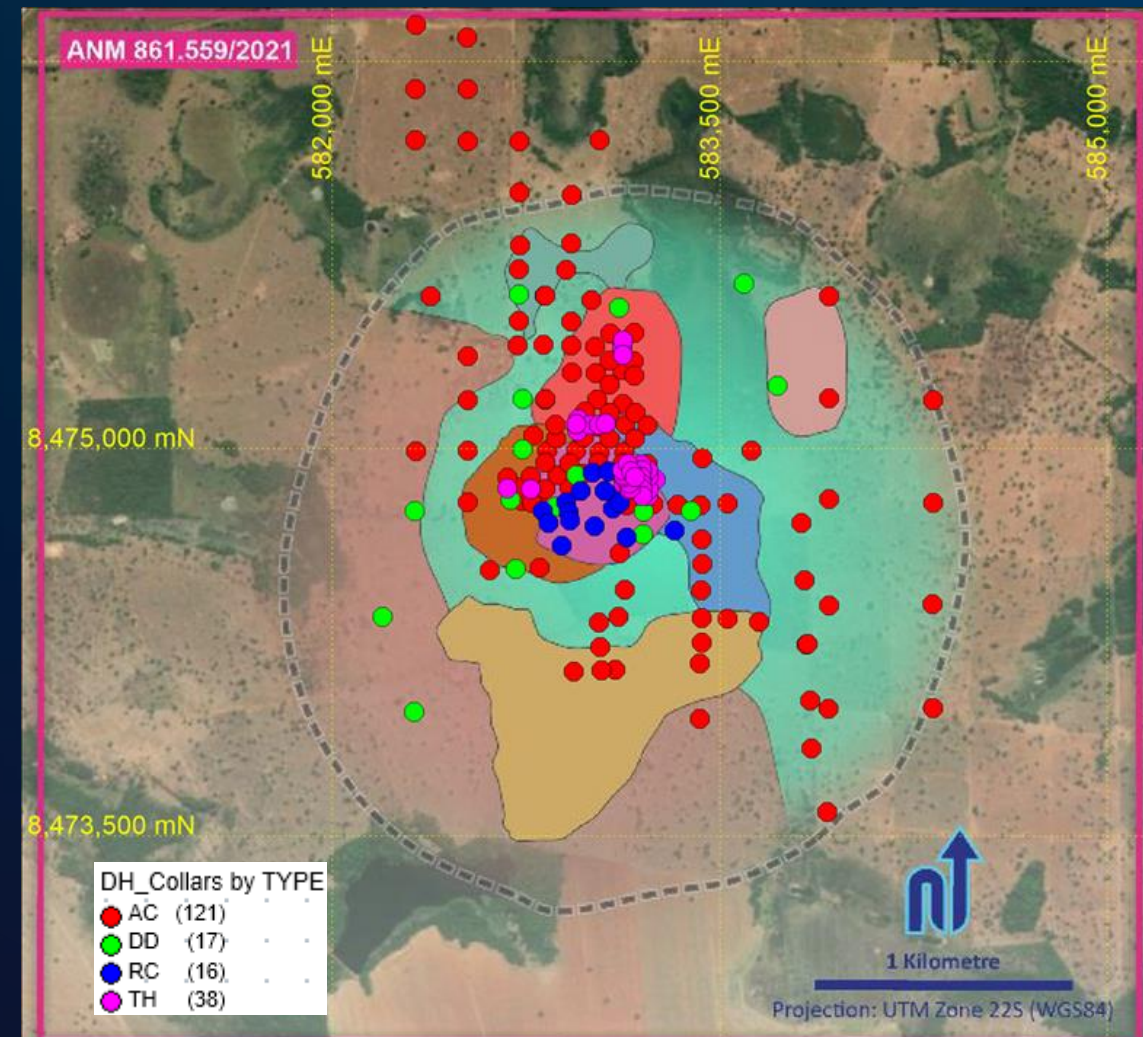 ANM 861.559/2021
582,000 mE
583,500 mE
585,000 mE
8,475,000 mN
8,473,500 mN
DH_Collars by TYPE
AC (121)
DD (17)
RC (16)
TH (38)
1 Kilometre
Projection: UTM Zone 22S (WGS84)